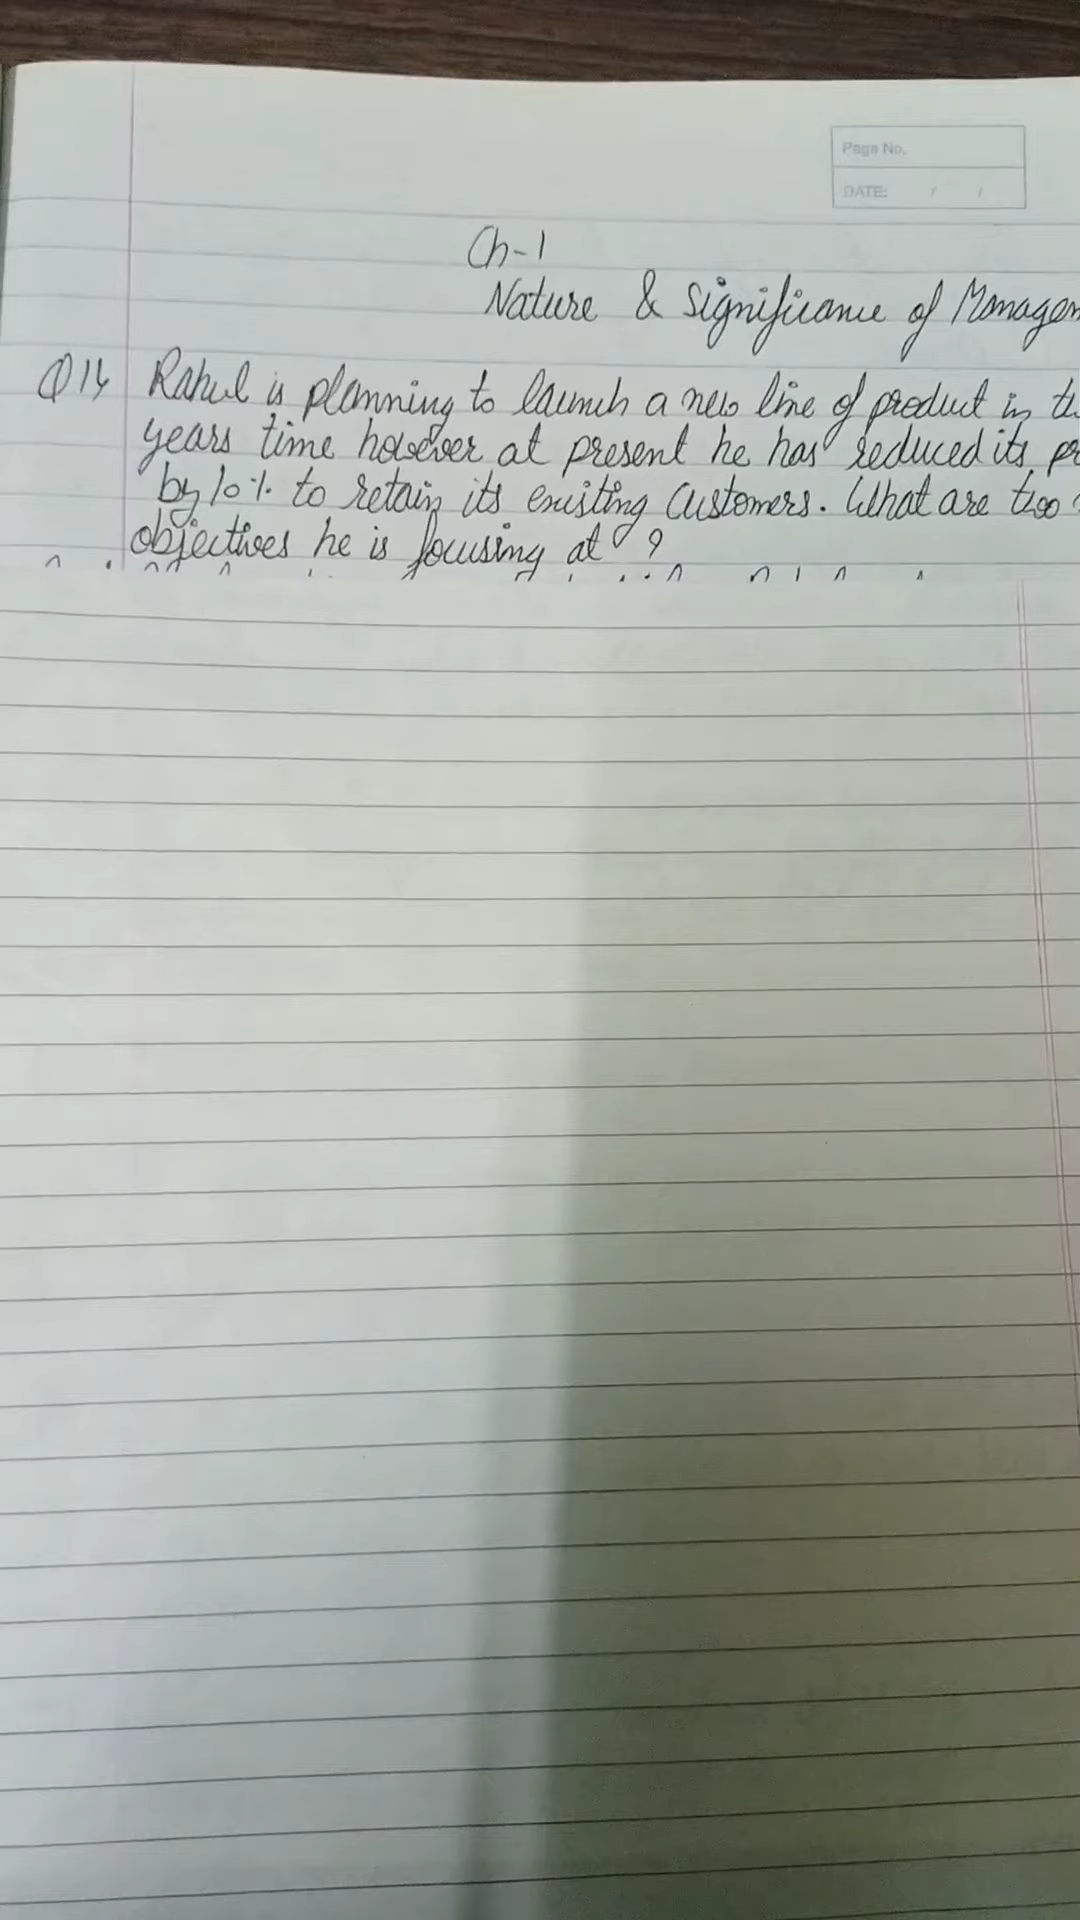 Page No.
DATE: / /
Ch-1
Nature & Significance of
Q14 Rahul is planning to launch a new line of product in
years time however at present he has reduced its
by 10% to retain its existing customers. What are two
objectives he is focusing at ?